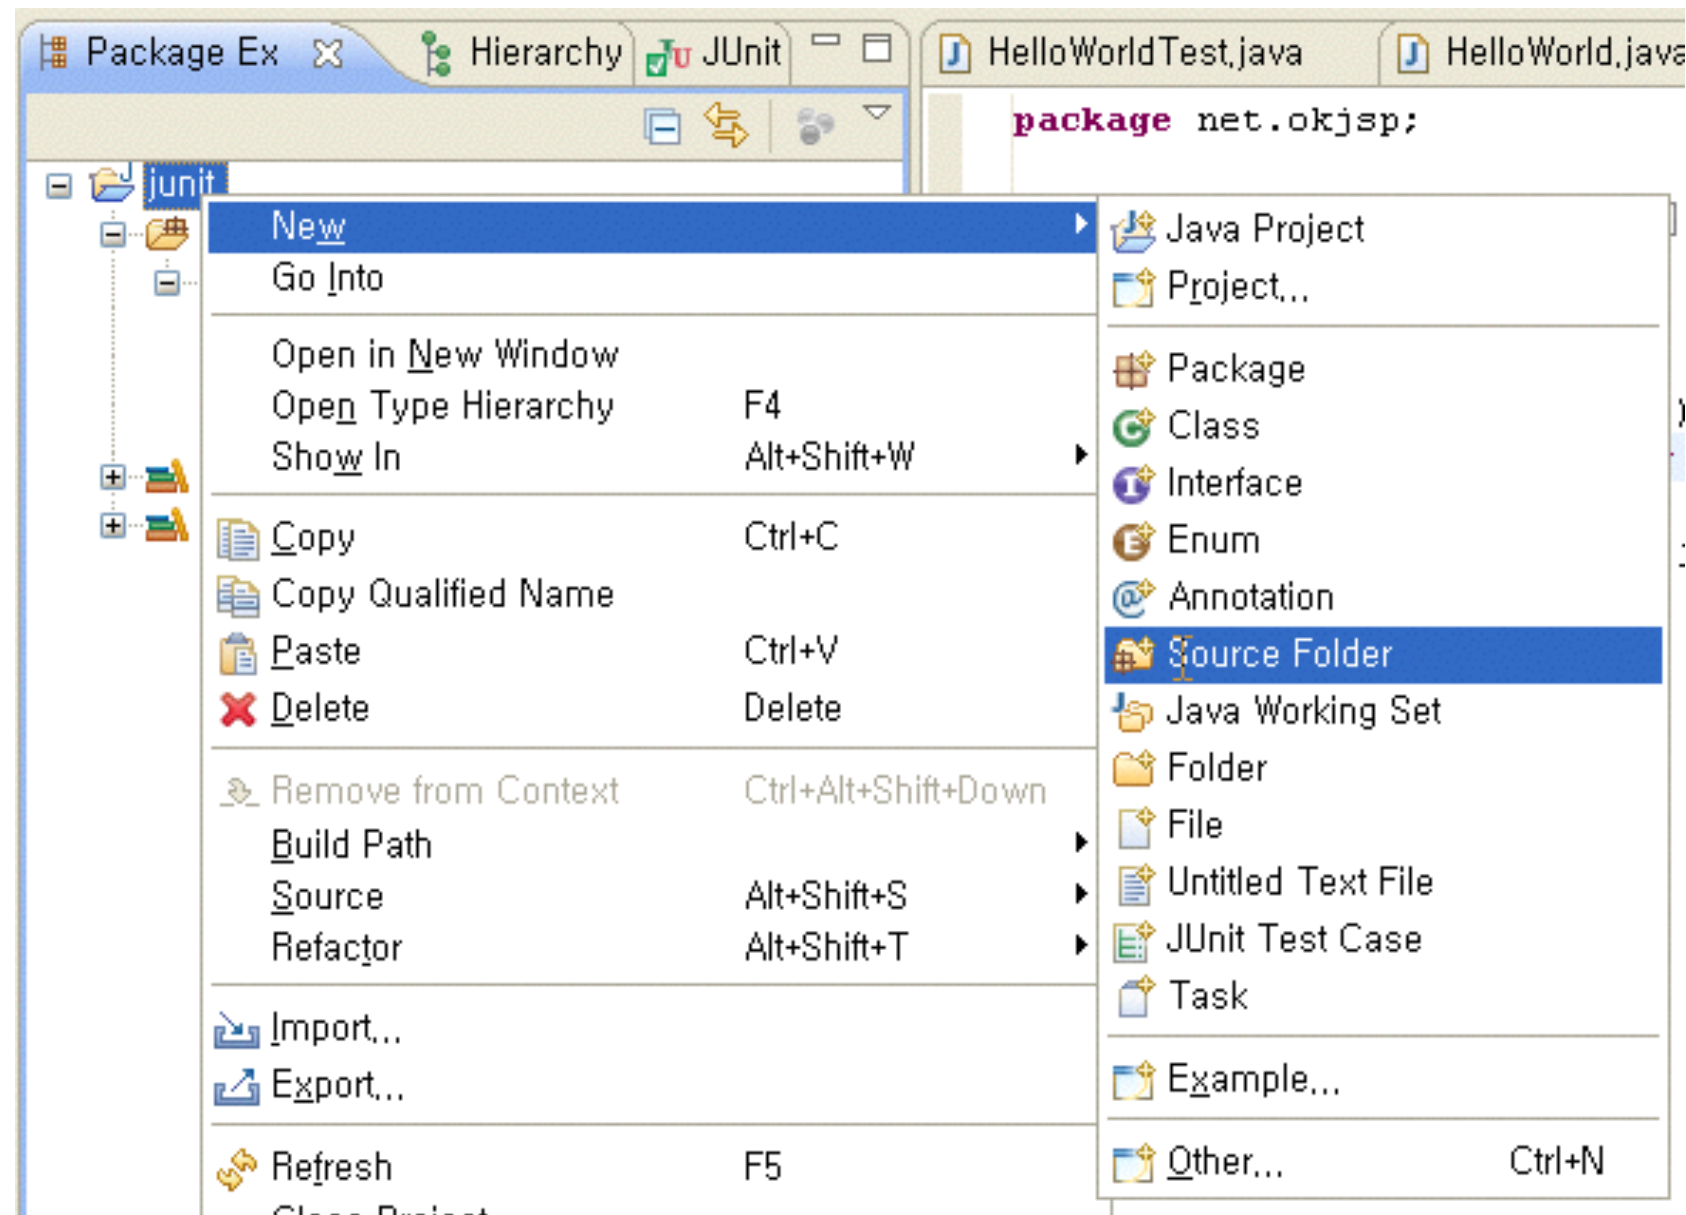 Package Ex
Hierarchy
JUnit
HelloWorldTest.java
HelloWorld.java
package net.okjsp;
junit
New
Go Into
Open in New Window
Open Type Hierarchy F4
Show In Alt+Shift+W
Copy Ctrl+C
Copy Qualified Name
Paste Ctrl+V
Delete Delete
Remove from Context Ctrl+Alt+Shift+Down
Build Path
Source Alt+Shift+S
Refactor Alt+Shift+T
Import...
Export...
Refresh F5
Close Project
Java Project
Project...
Package
Class
Interface
Enum
Annotation
Source Folder
Java Working Set
Folder
File
Untitled Text File
JUnit Test Case
Task
Example...
Other... Ctrl+N